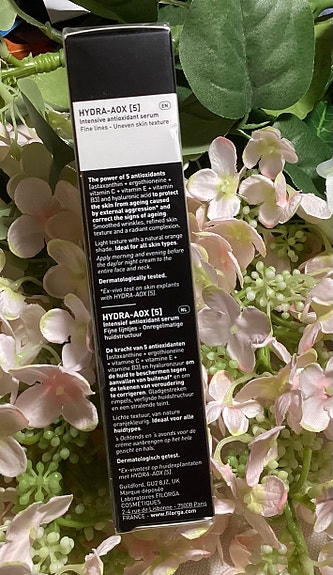 HYDRA-AOX [5] EN
Intensive antioxidant serum
Fine lines - Uneven skin texture
The power of 5 antioxidants
(astaxanthin + ergothioneine +
vitamin C + vitamin E + vitamin
B3) and hyaluronic acid to protect
the skin from ageing caused
by external aggression* and
correct the signs of ageing.
Smoothed wrinkles, refined skin
texture and a radiant complexion.
Light texture with a natural orange
shade. Ideal for all skin types.
Apply morning and evening before
the day/or night cream to the
entire face and neck.
Dermatologically tested.
*Ex-vivo test on skin explants
with HYDRA-AOX [5].
HYDRA-AOX [5] NL
Intensief antioxidant serum
Fijne lijntjes - Onregelmatige
huidstructuur
De kracht van 5 antioxidanten
(astaxanthine + ergothioneine +
vitamine C + vitamine E +
vitamine B3) en hyaluronzuur om
de huid te beschermen tegen
aanvallen van buitenaf* en om
de tekenen van veroudering
te corrigeren. Gladgestreken
rimpels, verfijnde huidstructuur
en een stralende teint.
Lichte textuur, van nature
oranjekleurig. Ideaal voor alle
huidtypes.
's Ochtends en 's avonds voor de
crème aanbrengen op het hele
gezicht en hals.
Dermatologisch getest.
*Ex-vivotest op huidexplantaten
met HYDRA-AOX [5].
Guildford, GU2 8JZ, UK
Marque déposée
Laboratoires FILORGA
COSMÉTIQUES
2-4 rue de Lisbonne - 75008 Paris
FRANCE - www.filorga.com